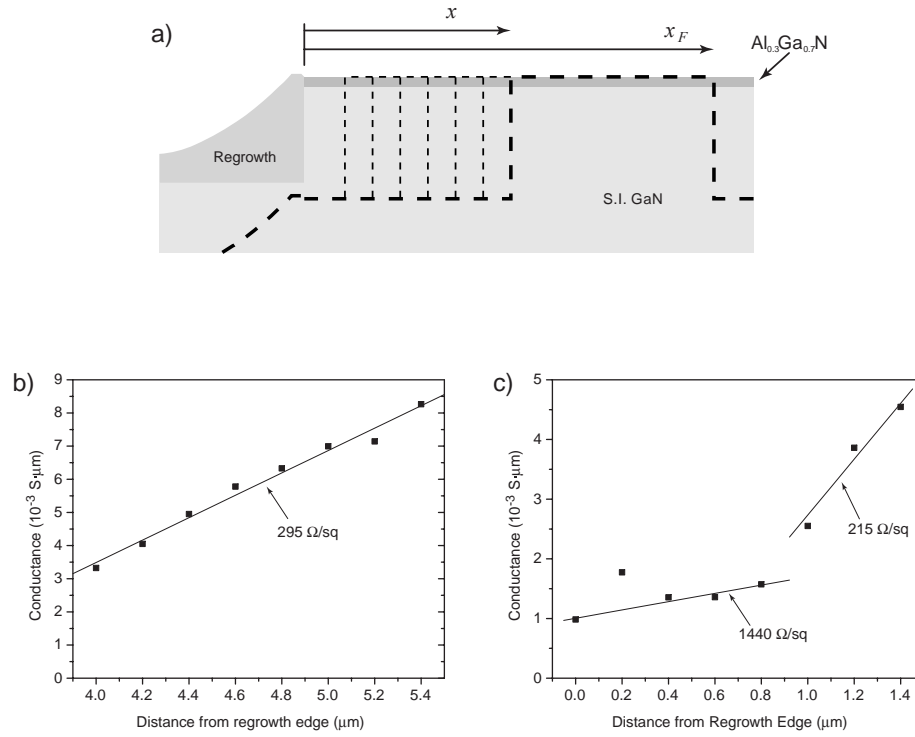 a)
x
x_F
Al0.3Ga0.7N
Regrowth
S.I. GaN
b)
9
8
7
6
5
4
3
2
1
0
Conductance (10⁻³ S·μm)
295 Ω/sq
4.0 4.2 4.4 4.6 4.8 5.0 5.2 5.4
Distance from regrowth edge (μm)
c)
5
4
3
2
1
0
Conductance (10⁻³ S·μm)
215 Ω/sq
1440 Ω/sq
0.0 0.2 0.4 0.6 0.8 1.0 1.2 1.4
Distance from Regrowth Edge (μm)